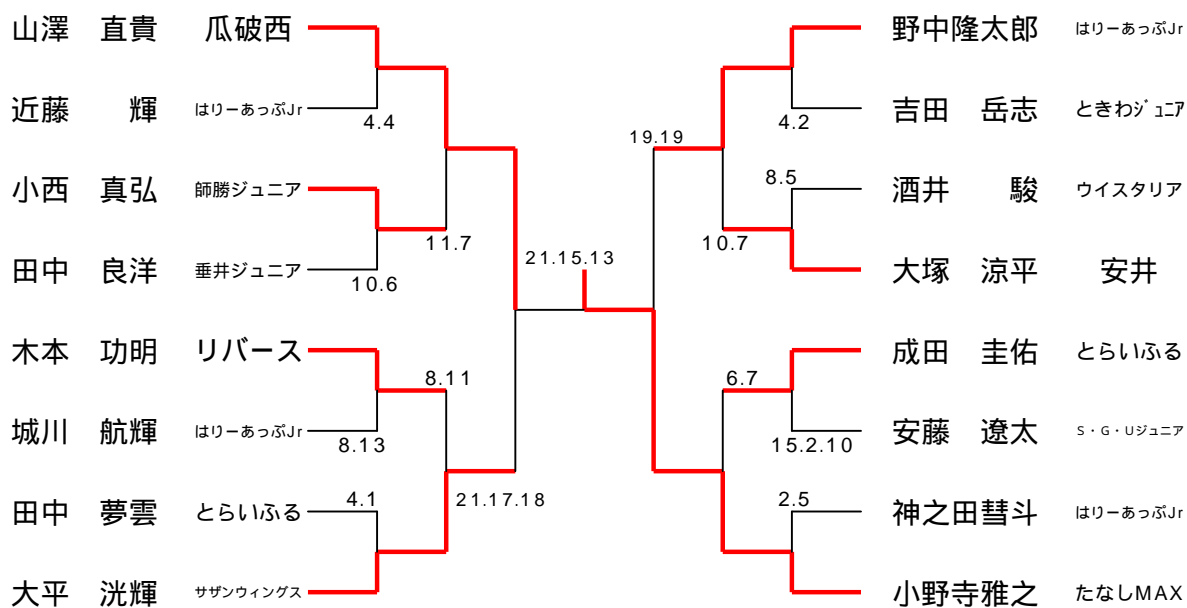 山澤 直貴 瓜破西
近藤 輝 はりーあっぷJr
4.4
小西 真弘 師勝ジュニア
11.7
田中 良洋 垂井ジュニア
10.6
木本 功明 リバース
8.11
城川 航輝 はりーあっぷJr
8.13
田中 夢雲 とらいふる
4.1
21.17.18
大平 洸輝 サザンウィングス
21.15.13
野中隆太郎 はりーあっぷJr
吉田 岳志 ときわジュニア
4.2
19.19
8.5
酒井 駿 ウイスタリア
10.7
大塚 涼平 安井
成田 圭佑 とらいふる
6.7
安藤 遼太 S・G・Uジュニア
15.2.10
2.5
神之田彗斗 はりーあっぷJr
小野寺雅之 たなしMAX